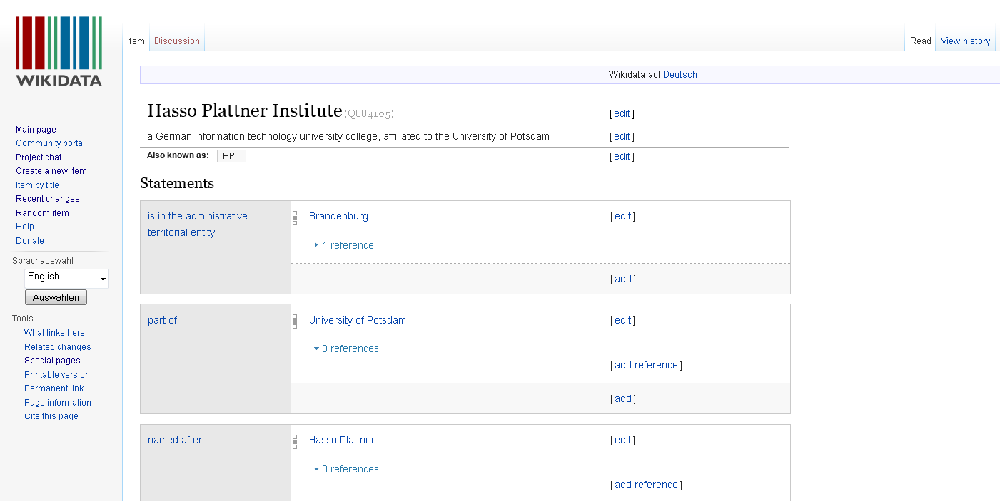 WIKIDATA
Main page
Community portal
Project chat
Create a new item
Item by title
Recent changes
Random item
Help
Donate
Sprachauswahl
English
Auswählen
Tools
What links here
Related changes
Special pages
Printable version
Permanent link
Page information
Cite this page
Item Discussion Read View history
Wikidata auf Deutsch
Hasso Plattner Institute (Q884105) [ edit ]
a German information technology university college, affiliated to the University of Potsdam [ edit ]
Also known as: HPI [ edit ]
Statements
is in the administrative-
territorial entity
Brandenburg [ edit ]
1 reference
[ add ]
part of University of Potsdam [ edit ]
0 references
[ add reference ]
[ add ]
named after Hasso Plattner [ edit ]
0 references
[ add reference ]